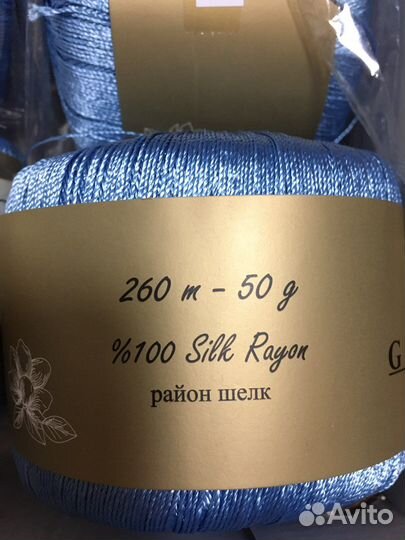 260 m - 50 g
%100 Silk Rayon
район шелк
G
Avito